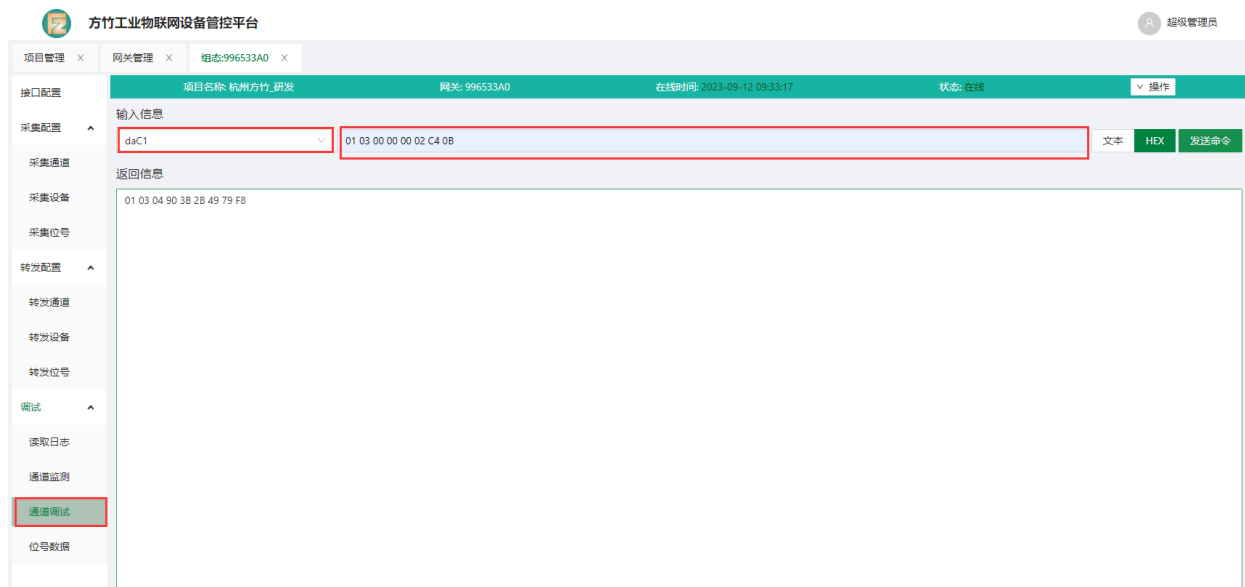 方竹工业物联网设备管控平台
超级管理员
项目管理 × 网关管理 × 组态:996533A0 ×
接口配置
采集配置
采集通道
采集设备
采集位号
转发配置
转发通道
转发设备
转发位号
调试
读取日志
通道监测
通道调试
位号数据
项目名称: 杭州方竹_研发 网关: 996533A0 在线时间: 2023-09-12 09:33:17 状态: 在线 操作
输入信息
daC1 01 03 00 00 00 02 C4 0B 文本 HEX 发送命令
返回信息
01 03 04 90 3B 2B 49 79 F8